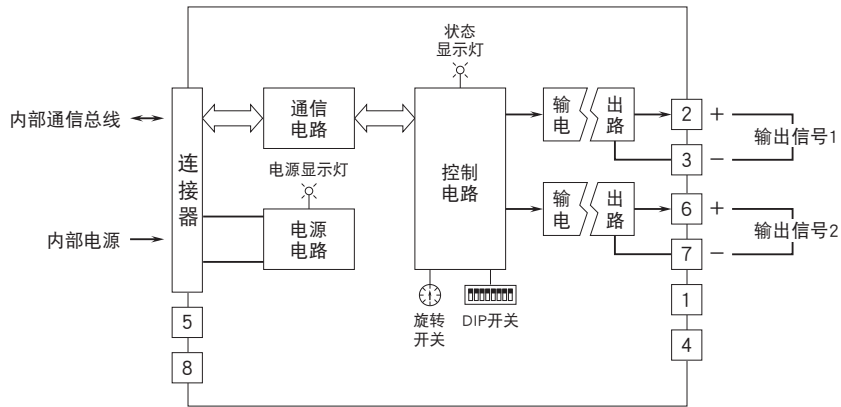 状态
显示灯
内部通信总线
连接器
通信
电路
控制
电路
输 出
电 路
2 +
3 −
输出信号1
电源显示灯
内部电源
电源
电路
输 出
电 路
6 +
7 −
输出信号2
旋转
开关
DIP开关
5
8
1
4